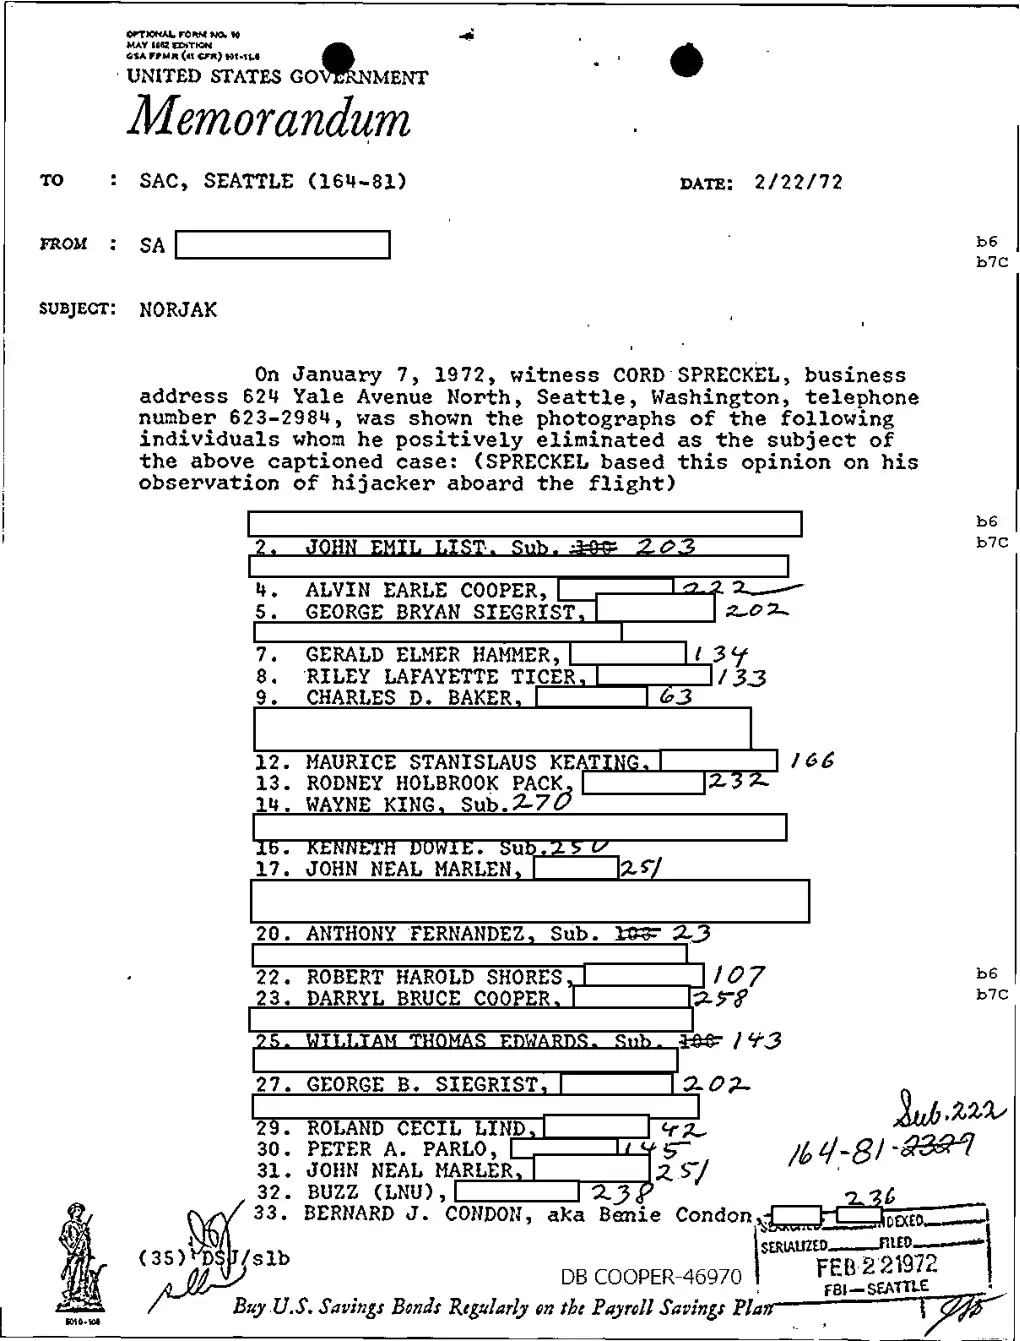 OPTIONAL FORM NO. 10
MAY 1962 EDITION
GSA FPMR (41 CFR) 101-11.6
UNITED STATES GOVERNMENT
Memorandum
TO : SAC, SEATTLE (164-81) DATE: 2/22/72
FROM : SA
b6
b7C
SUBJECT: NORJAK
On January 7, 1972, witness CORD SPRECKEL, business
address 624 Yale Avenue North, Seattle, Washington, telephone
number 623-2984, was shown the photographs of the following
individuals whom he positively eliminated as the subject of
the above captioned case: (SPRECKEL based this opinion on his
observation of hijacker aboard the flight)
b6
b7C
2. JOHN EMIL LIST, Sub. 203
4. ALVIN EARLE COOPER, 222
5. GEORGE BRYAN SIEGRIST, 202
7. GERALD ELMER HAMMER, 134
8. RILEY LAFAYETTE TICER, 133
9. CHARLES D. BAKER, 63
12. MAURICE STANISLAUS KEATING, 166
13. RODNEY HOLBROOK PACK, 232
14. WAYNE KING, Sub. 270
16. KENNETH DOWIE. Sub. 250
17. JOHN NEAL MARLEN, 251
20. ANTHONY FERNANDEZ, Sub. 23
22. ROBERT HAROLD SHORES, 107
23. DARRYL BRUCE COOPER, 258
b6
b7C
25. WILLIAM THOMAS EDWARDS, Sub. 143
27. GEORGE B. SIEGRIST, 202
29. ROLAND CECIL LIND, 42
30. PETER A. PARLO, 145
31. JOHN NEAL MARLER, 251
32. BUZZ (LNU), 238
33. BERNARD J. CONDON, aka Bernie Condon, 236
Sub. 222
164-81-2329
INDEXED
SERIALIZED FILED
FEB 22 1972
FBI—SEATTLE
(35) DSJ/slb
DB COOPER-46970
Buy U.S. Savings Bonds Regularly on the Payroll Savings Plan
5010-108